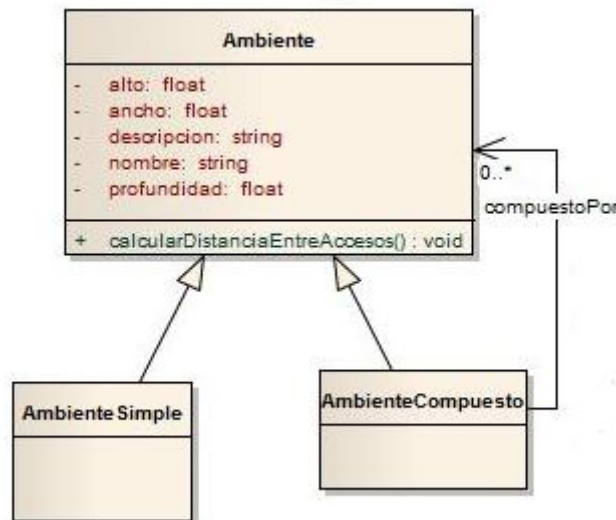 Ambiente
- alto: float
- ancho: float
- descripcion: string
- nombre: string
- profundidad: float
+ calcularDistanciaEntreAccesos() : void
0..*
compuestoPor
AmbienteSimple
AmbienteCompuesto